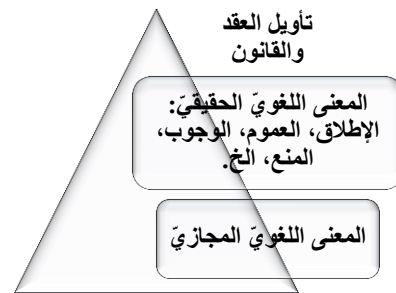 تأويل العقد
والقانون
المعنى اللغويّ الحقيقيّ:
الإطلاق، العموم، الوجوب،
المنع، الخ.
المعنى اللغويّ المجازيّ